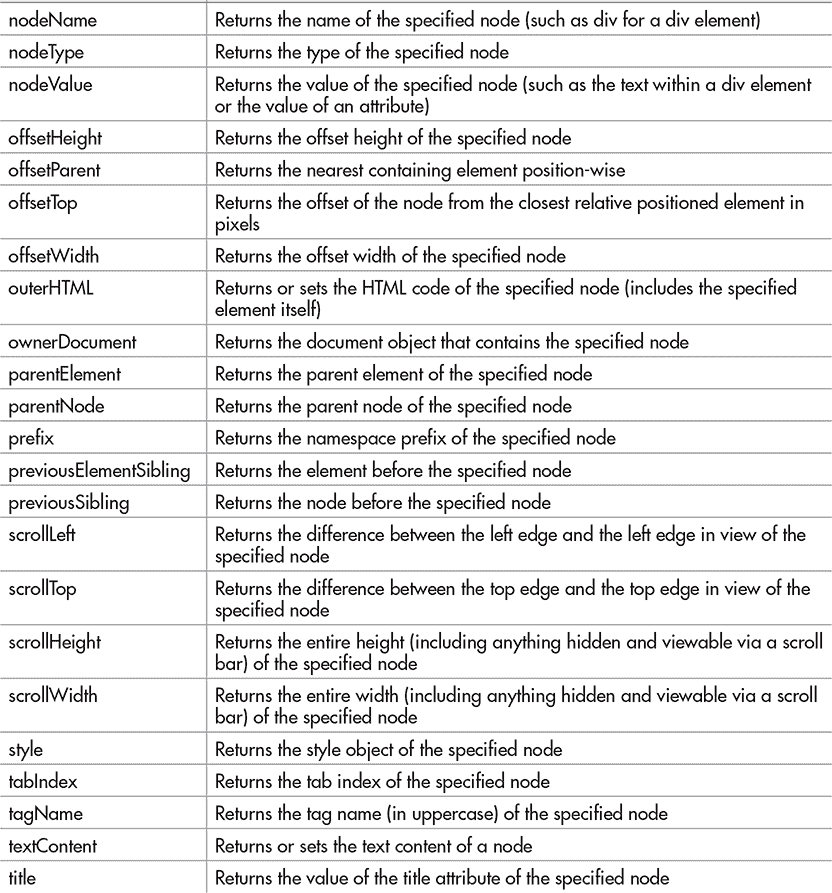 nodeName Returns the name of the specified node (such as div for a div element)
nodeType Returns the type of the specified node
nodeValue Returns the value of the specified node (such as the text within a div element
or the value of an attribute)
offsetHeight Returns the offset height of the specified node
offsetParent Returns the nearest containing element position-wise
offsetTop Returns the offset of the node from the closest relative positioned element in
pixels
offsetWidth Returns the offset width of the specified node
outerHTML Returns or sets the HTML code of the specified node (includes the specified
element itself)
ownerDocument Returns the document object that contains the specified node
parentElement Returns the parent element of the specified node
parentNode Returns the parent node of the specified node
prefix Returns the namespace prefix of the specified node
previousElementSibling Returns the element before the specified node
previousSibling Returns the node before the specified node
scrollLeft Returns the difference between the left edge and the left edge in view of the
specified node
scrollTop Returns the difference between the top edge and the top edge in view of the
specified node
scrollHeight Returns the entire height (including anything hidden and viewable via a scroll
bar) of the specified node
scrollWidth Returns the entire width (including anything hidden and viewable via a scroll
bar) of the specified node
style Returns the style object of the specified node
tabIndex Returns the tab index of the specified node
tagName Returns the tag name (in uppercase) of the specified node
textContent Returns or sets the text content of a node
title Returns the value of the title attribute of the specified node